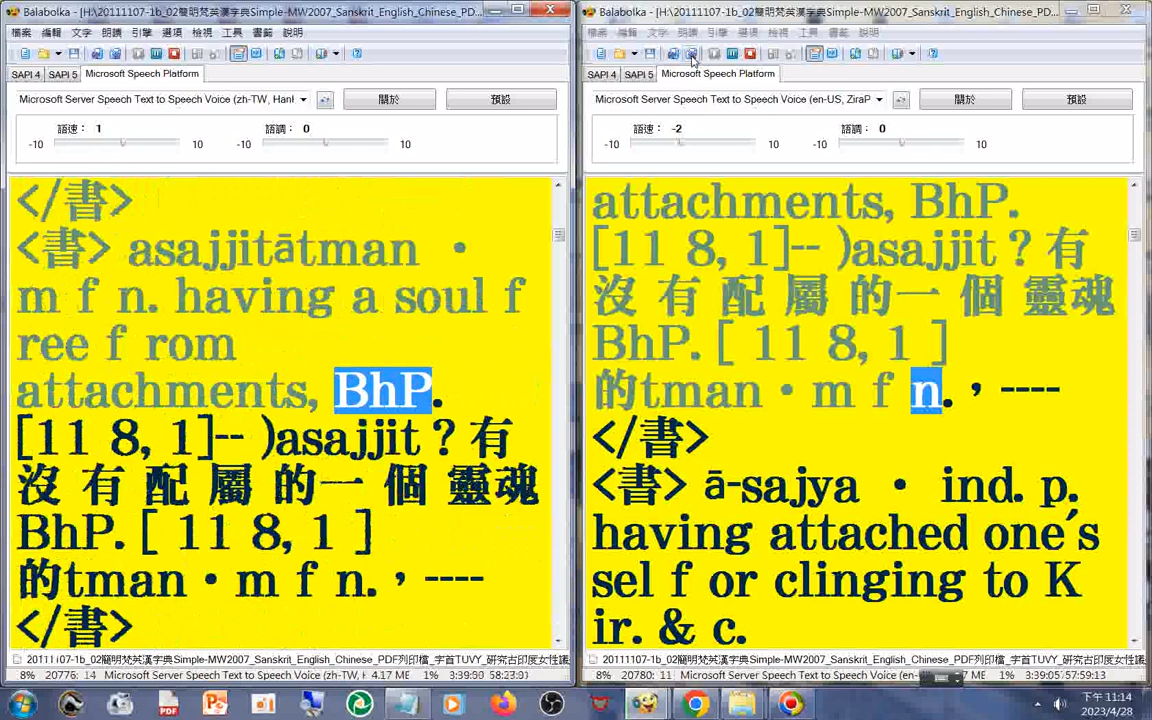 Balabolka - [H:\20111107-1b_02簡明梵英漢字典Simple-MW2007_Sanskrit_English_Chinese_PD...
檔案 編輯 文字 朗讀 引擎 選項 檢視 工具 書籤 說明
SAPI 4 SAPI 5 Microsoft Speech Platform
Microsoft Server Speech Text to Speech Voice (zh-TW, Hanl
關於 預設
語速： 1 語調： 0
-10 10 -10 10
</書>
<書> asajjitātman •
m f n. having a soul f
ree f rom
attachments, BhP.
[11 8, 1]-- )asajjit？有
沒 有 配 屬 的一 個 靈魂
BhP. [ 11 8, 1 ]
的tman • m f n.，----
</書>
20111107-1b_02簡明梵英漢字典Simple-MW2007_Sanskrit_English_Chinese_PDF列印檔_字首TUVY_研究古印度女性議
8% 20776: 14 Microsoft Server Speech Text to Speech Voice (zh-TW, 4.17 ME 1%
Balabolka - [H:\20111107-1b_02簡明梵英漢字典Simple-MW2007_Sanskrit_English_Chinese_PDF...
檔案 編輯 文字 朗讀 引擎 選項 檢視 工具 書籤 說明
SAPI 4 SAPI 5 Microsoft Speech Platform
Microsoft Server Speech Text to Speech Voice (en-US, ZiraP
關於 預設
語速： -2 語調： 0
-10 10 -10 10
attachments, BhP.
[11 8, 1]-- )asajjit？有
沒 有 配 屬 的一 個 靈魂
BhP. [ 11 8, 1 ]
的tman • m f n.，----
</書>
<書> ā-sajya • ind. p.
having attached one's
sel f or clinging to K
ir. & c.
20111107-1b_02簡明梵英漢字典Simple-MW2007_Sanskrit_English_Chinese_PDF列印檔_字首TUVY_研究古印度女性議
8% 20780: 11 Microsoft Server Speech Text to Speech Voice 1% 3:39:05/57:59:13
PDF
下午 11:14
2023/4/28